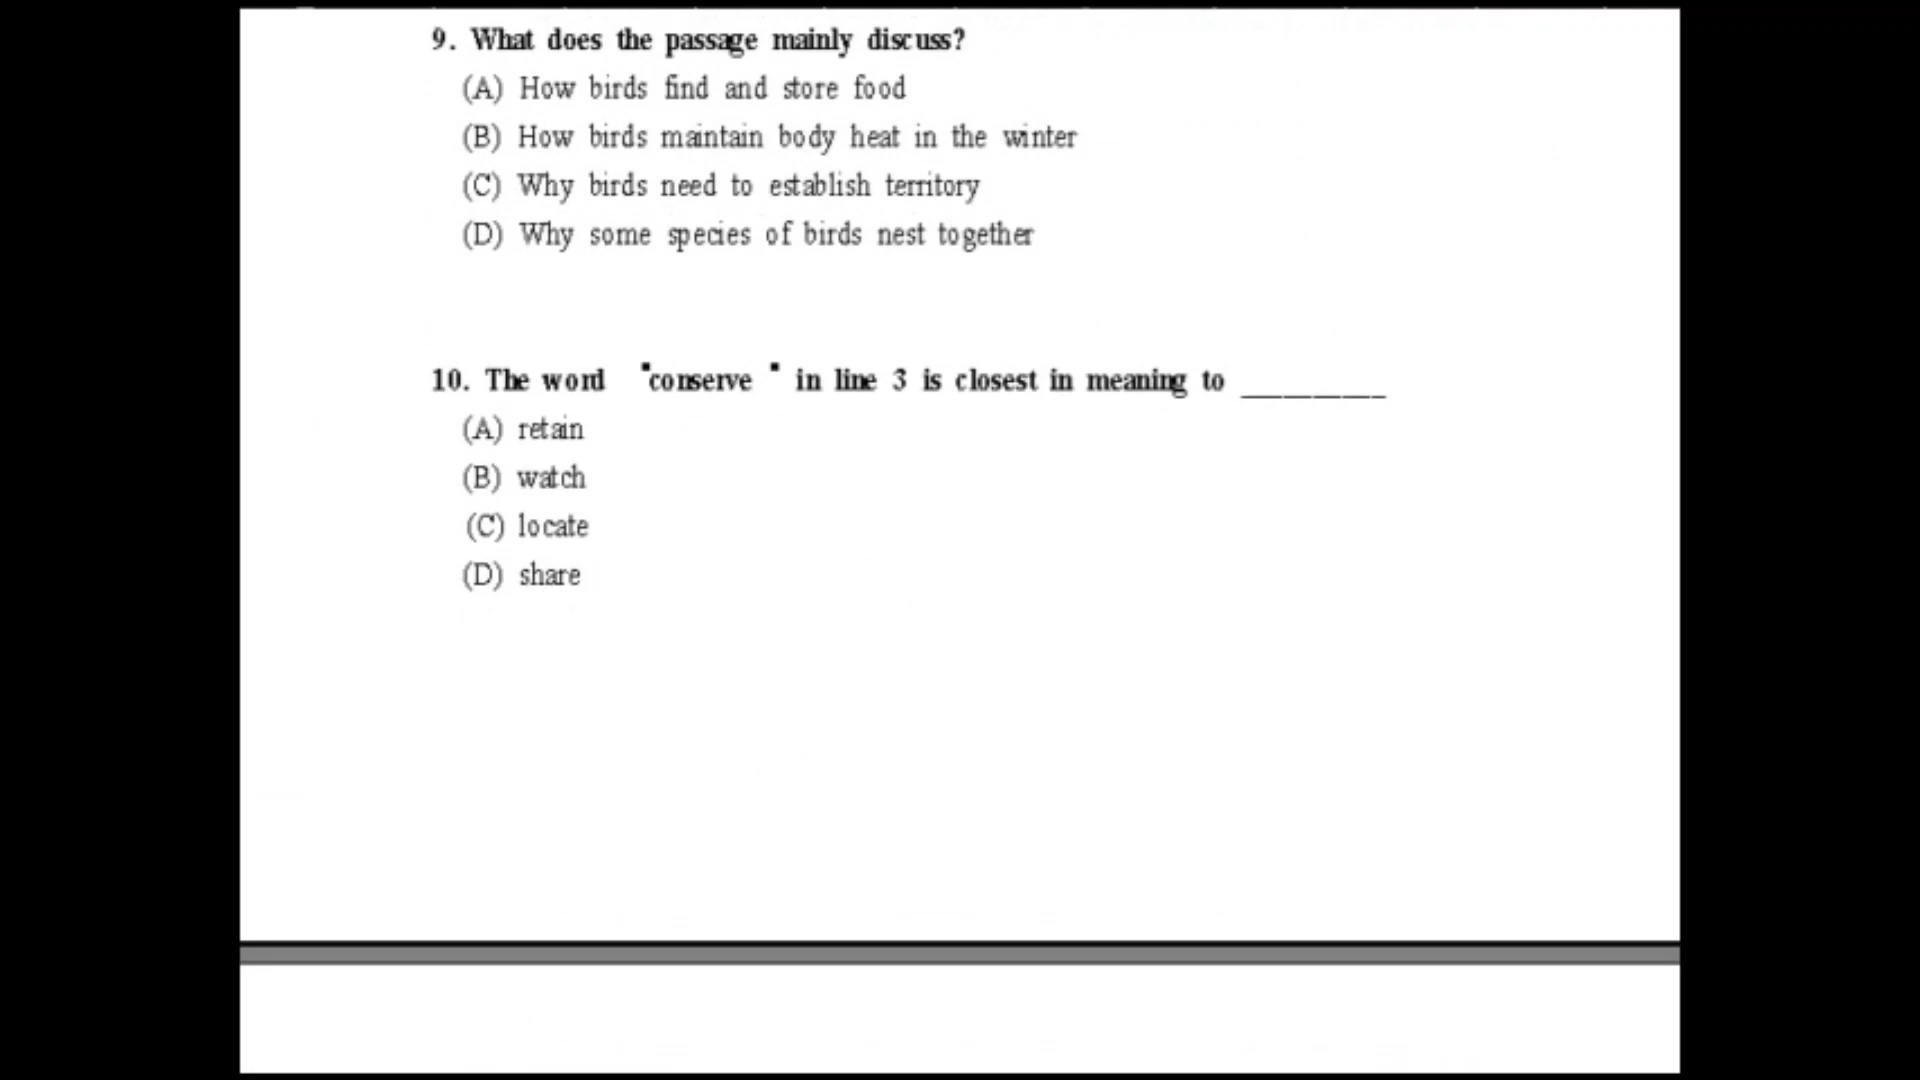 9. What does the passage mainly discuss?
(A) How birds find and store food
(B) How birds maintain body heat in the winter
(C) Why birds need to establish territory
(D) Why some species of birds nest together
10. The word "conserve " in line 3 is closest in meaning to __________
(A) retain
(B) watch
(C) locate
(D) share